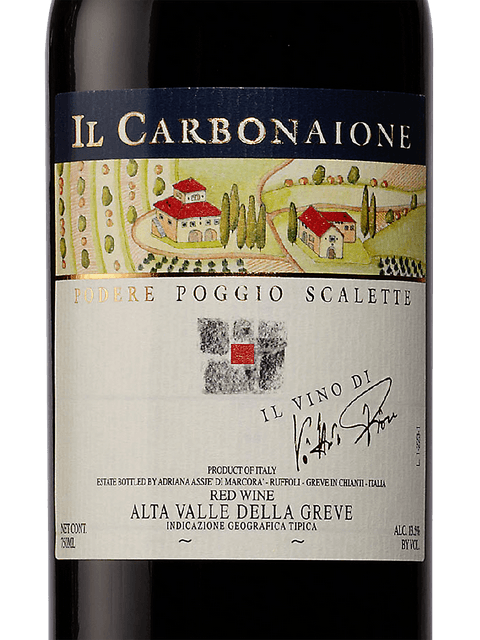 IL CARBONAIONE
PODERE POGGIO SCALETTE
IL VINO DI
PRODUCT OF ITALY
ESTATE BOTTLED BY ADRIANA ASSIE' DI MARCORA' - RUFFOLI - GREVE IN CHIANTI - ITALIA
RED WINE
ALTA VALLE DELLA GREVE
INDICAZIONE GEOGRAFICA TIPICA
NET CONT.
750ML
ALC. 13.5%
BY VOL.